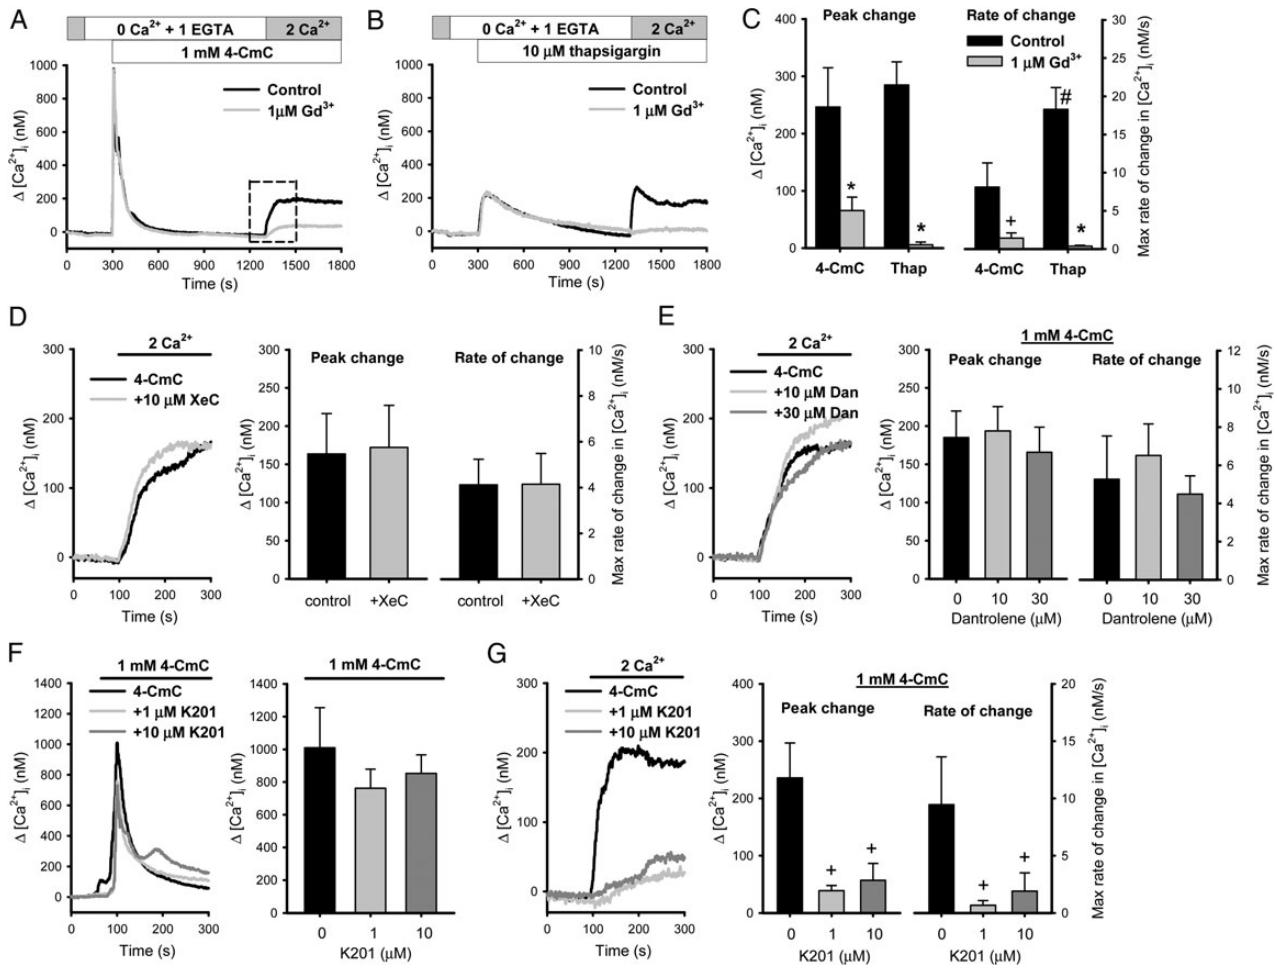 A
0 Ca²⁺ + 1 EGTA
2 Ca²⁺
1 mM 4-CmC
Control
1μM Gd³⁺
Δ [Ca²⁺]ᵢ (nM)
1000
800
600
400
200
0
0 300 600 900 1200 1500 1800
Time (s)
B
0 Ca²⁺ + 1 EGTA
2 Ca²⁺
10 μM thapsigargin
Control
1 μM Gd³⁺
Δ [Ca²⁺]ᵢ (nM)
1000
800
600
400
200
0
0 300 600 900 1200 1500 1800
Time (s)
C
Peak change
Rate of change
Control
1 μM Gd³⁺
Δ [Ca²⁺]ᵢ (nM)
400
300
200
100
0
* *
+ # *
30
25
20
15
10
5
0
Max rate of change in [Ca²⁺]ᵢ (nM/s)
4-CmC Thap
4-CmC Thap
D
2 Ca²⁺
4-CmC
+10 μM XeC
Δ [Ca²⁺]ᵢ (nM)
300
200
100
0
0 100 200 300
Time (s)
Peak change
Rate of change
Δ [Ca²⁺]ᵢ (nM)
300
250
200
150
100
50
0
10
8
6
4
2
0
Max rate of change in [Ca²⁺]ᵢ (nM/s)
control +XeC
control +XeC
E
2 Ca²⁺
4-CmC
+10 μM Dan
+30 μM Dan
Δ [Ca²⁺]ᵢ (nM)
300
200
100
0
0 100 200 300
Time (s)
1 mM 4-CmC
Peak change
Rate of change
Δ [Ca²⁺]ᵢ (nM)
300
250
200
150
100
50
0
12
10
8
6
4
2
0
Max rate of change in [Ca²⁺]ᵢ (nM/s)
0 10 30
0 10 30
Dantrolene (μM)
Dantrolene (μM)
F
1 mM 4-CmC
4-CmC
+1 μM K201
+10 μM K201
Δ [Ca²⁺]ᵢ (nM)
1400
1200
1000
800
600
400
200
0
0 100 200 300
Time (s)
1 mM 4-CmC
Δ [Ca²⁺]ᵢ (nM)
1400
1200
1000
800
600
400
200
0
0 1 10
K201 (μM)
G
2 Ca²⁺
4-CmC
+1 μM K201
+10 μM K201
Δ [Ca²⁺]ᵢ (nM)
300
200
100
0
0 100 200 300
Time (s)
1 mM 4-CmC
Peak change
Rate of change
Δ [Ca²⁺]ᵢ (nM)
400
300
200
100
0
+ +
+ +
20
15
10
5
0
Max rate of change in [Ca²⁺]ᵢ (nM/s)
0 1 10
0 1 10
K201 (μM)
K201 (μM)